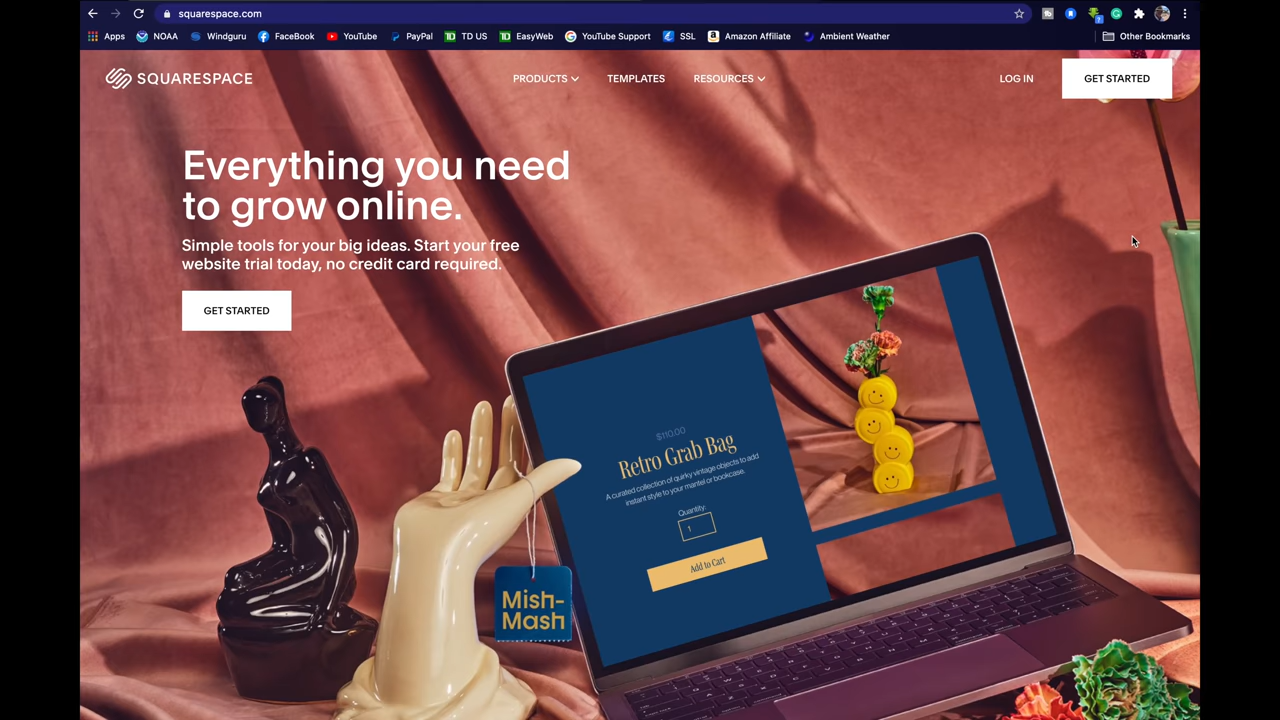 squarespace.com
Apps NOAA Windguru FaceBook YouTube PayPal TD US EasyWeb YouTube Support SSL Amazon Affiliate Ambient Weather Other Bookmarks
SQUARESPACE PRODUCTS TEMPLATES RESOURCES LOG IN GET STARTED
Everything you need
to grow online.
Simple tools for your big ideas. Start your free
website trial today, no credit card required.
GET STARTED
$110.00
Retro Grab Bag
A curated collection of quirky vintage objects to add
instant style to your mantel or bookcase.
Quantity:
1
Add to Cart
Mish-
Mash